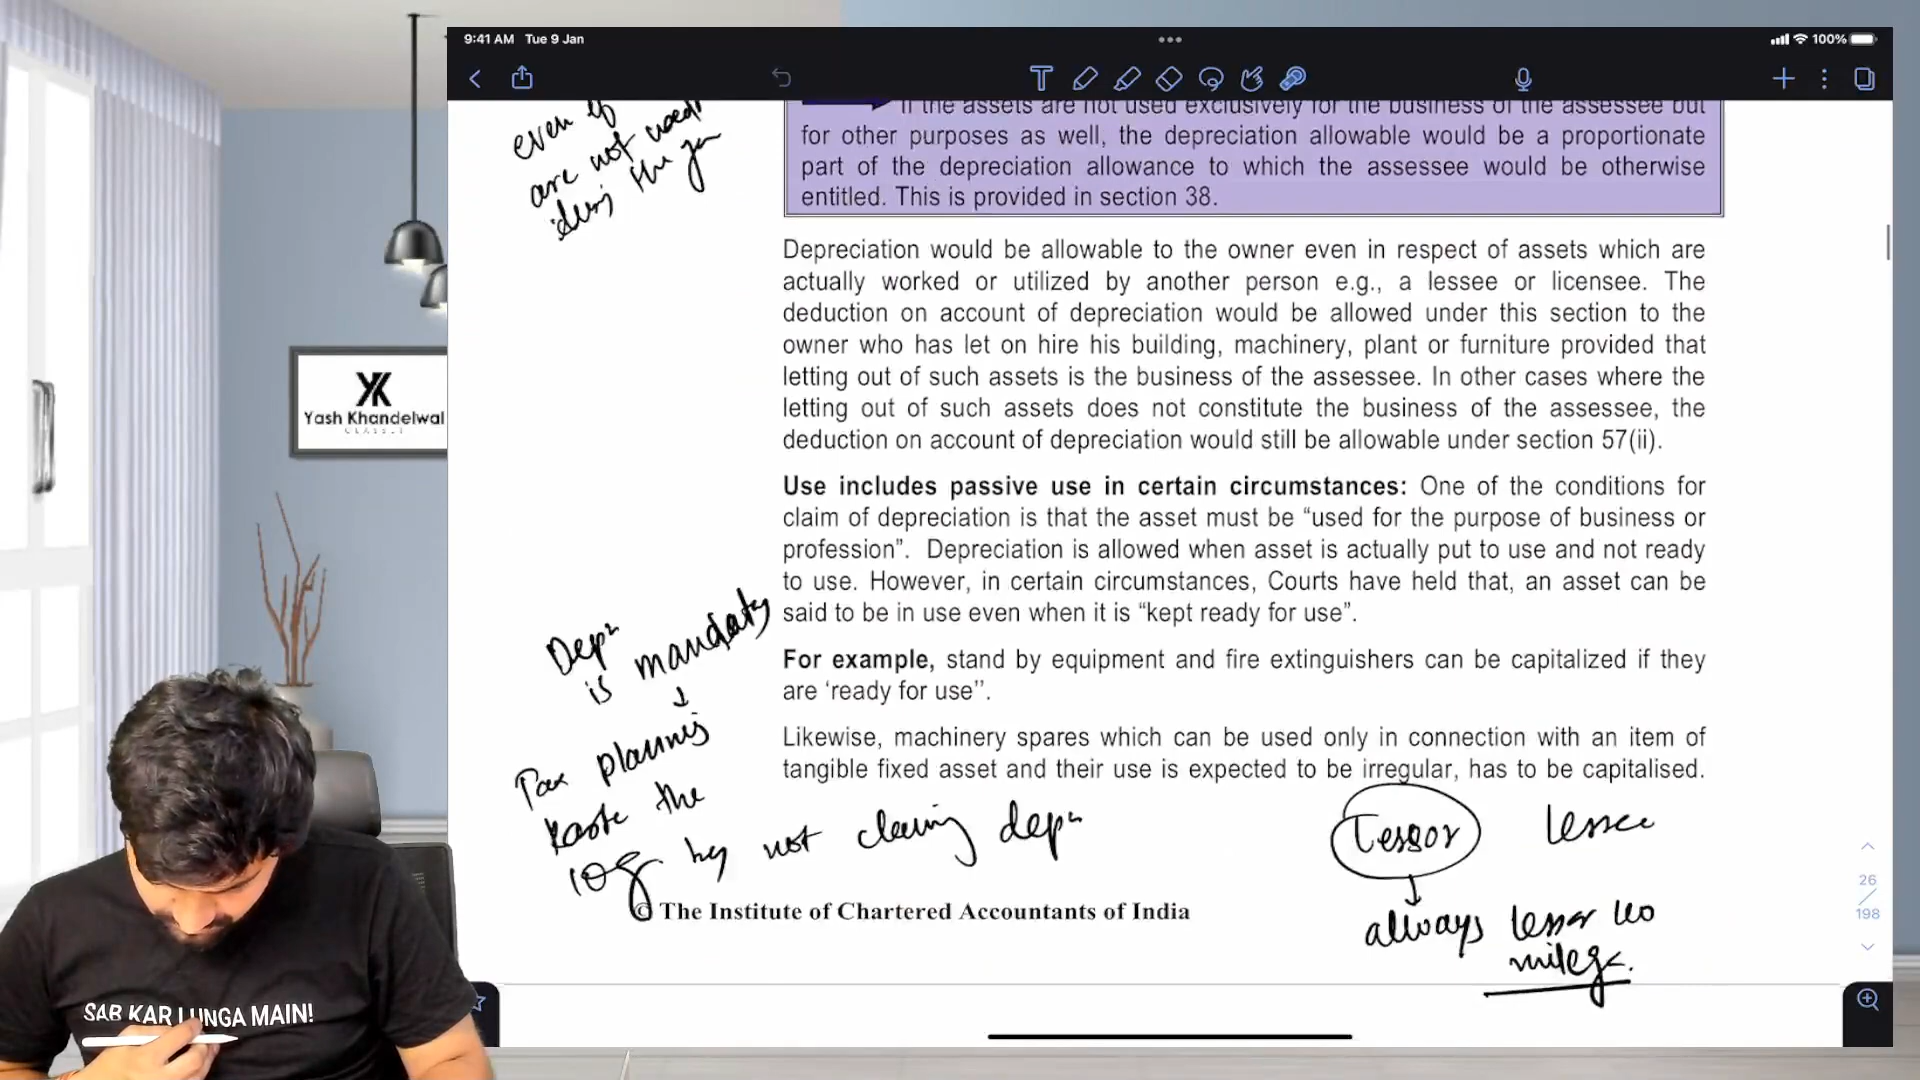 9:41 AM Tue 9 Jan
100%
even if
are not used
the
If the assets are not used exclusively for the business of the assessee but
for other purposes as well, the depreciation allowable would be a proportionate
part of the depreciation allowance to which the assessee would be otherwise
entitled. This is provided in section 38.
Depreciation would be allowable to the owner even in respect of assets which are
actually worked or utilized by another person e.g., a lessee or licensee. The
deduction on account of depreciation would be allowed under this section to the
owner who has let on hire his building, machinery, plant or furniture provided that
letting out of such assets is the business of the assessee. In other cases where the
letting out of such assets does not constitute the business of the assessee, the
deduction on account of depreciation would still be allowable under section 57(ii).
Yash Khandelwal
CLASSES
Use includes passive use in certain circumstances: One of the conditions for
claim of depreciation is that the asset must be “used for the purpose of business or
profession”. Depreciation is allowed when asset is actually put to use and not ready
to use. However, in certain circumstances, Courts have held that, an asset can be
said to be in use even when it is “kept ready for use”.
For example, stand by equipment and fire extinguishers can be capitalized if they
are ‘ready for use’’.
Likewise, machinery spares which can be used only in connection with an item of
tangible fixed asset and their use is expected to be irregular, has to be capitalised.
Depn
is mandaty
Tax
the
by not depn
Lessor
always
© The Institute of Chartered Accountants of India
26
198
SAB KAR LUNGA MAIN!